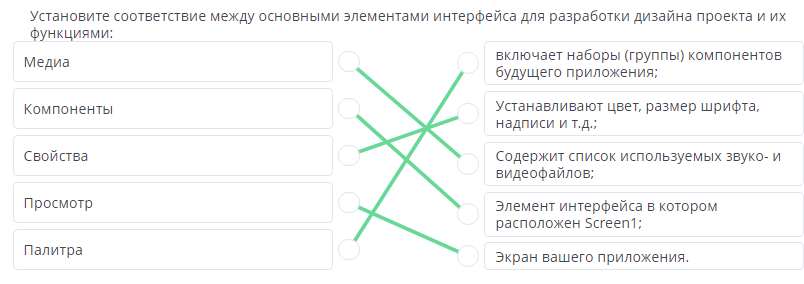 Установите соответствие между основными элементами интерфейса для разработки дизайна проекта и их
функциями:
Медиа
Компоненты
Свойства
Просмотр
Палитра
включает наборы (группы) компонентов
будущего приложения;
Устанавливают цвет, размер шрифта,
надписи и т.д.;
Содержит список используемых звуко- и
видеофайлов;
Элемент интерфейса в котором
расположен Screen1;
Экран вашего приложения.